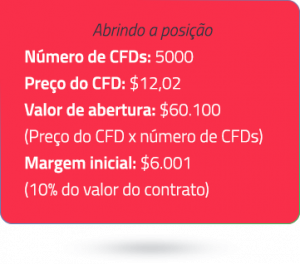 Abrindo a posição
Número de CFDs: 5000
Preço do CFD: $12,02
Valor de abertura: $60.100
(Preço do CFD x número de CFDs)
Margem inicial: $6.001
(10% do valor do contrato)